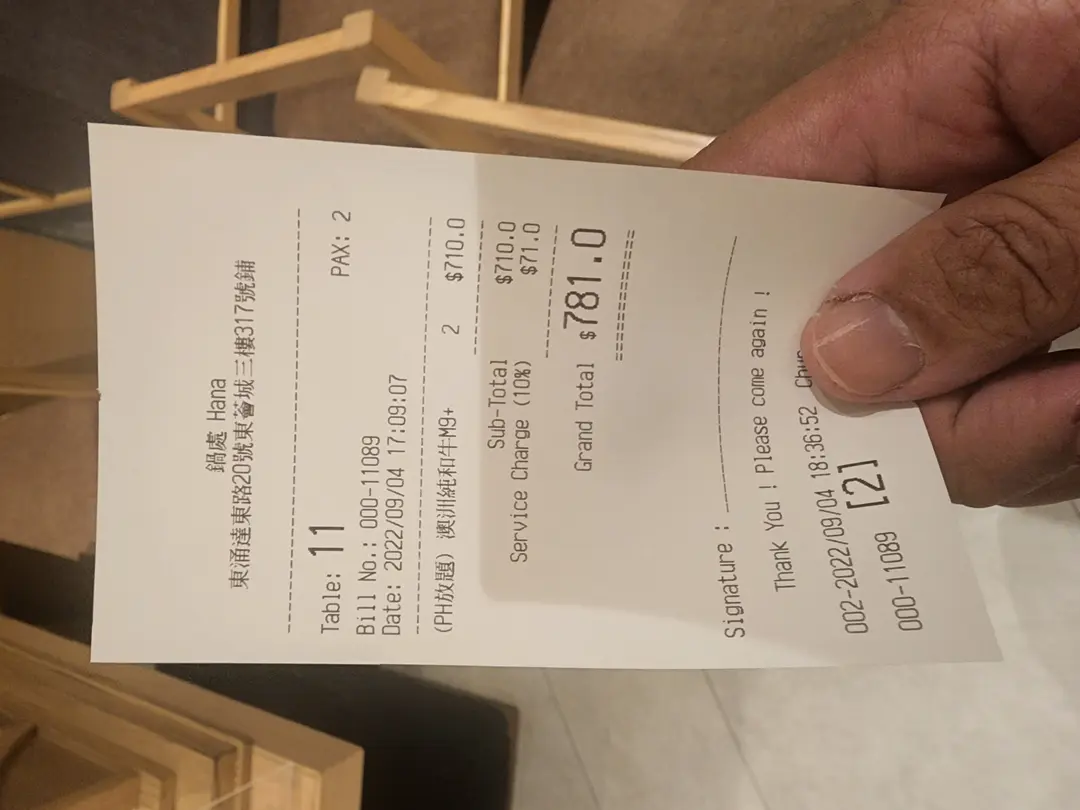 鍋處 Hana
東涌達東路20號東薈城三樓317號鋪
Table: 11 PAX: 2
Bill No.: 000-11089
Date: 2022/09/04 17:09:07
(PH放題) 澳洲純和牛M9+ 2 $710.0
Sub-Total $710.0
Service Charge (10%) $71.0
Grand Total $781.0
Signature :
Thank You ! Please come again !
002-2022/09/04 18:36:52
000-11089 [2]